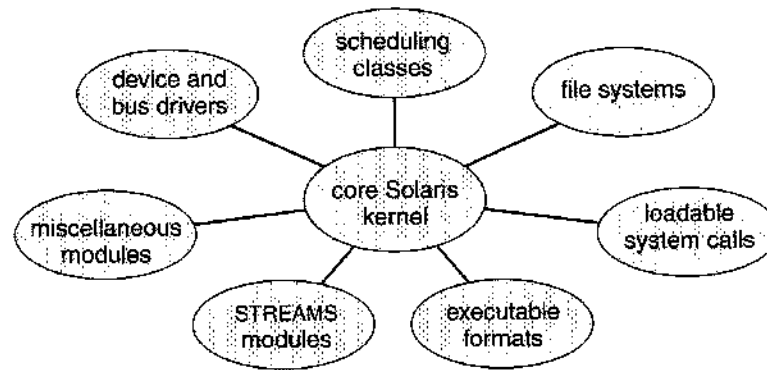 scheduling
classes
device and
bus drivers
file systems
core Solaris
kernel
miscellaneous
modules
loadable
system calls
STREAMS
modules
executable
formats